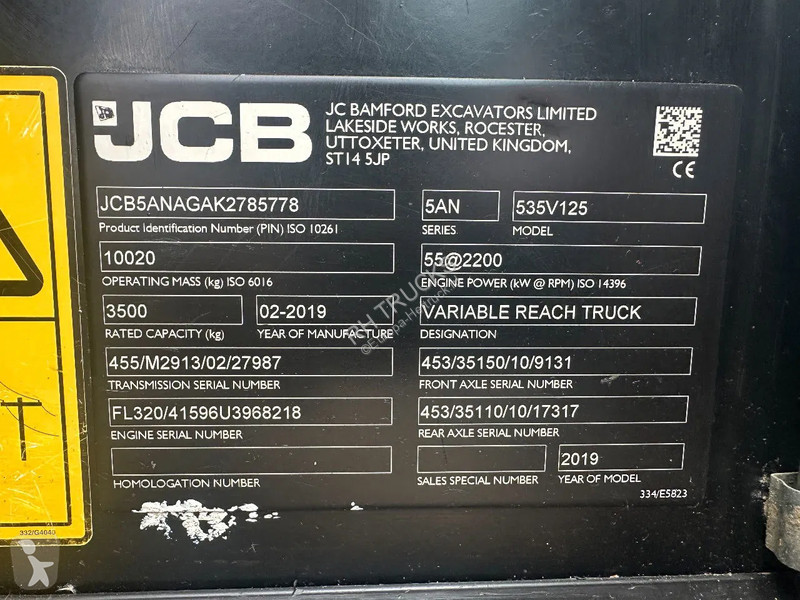 JCB
JC BAMFORD EXCAVATORS LIMITED
LAKESIDE WORKS, ROCESTER,
UTTOXETER, UNITED KINGDOM,
ST14 5JP
CE
JCB5ANAGAK2785778
Product Identification Number (PIN) ISO 10261
5AN
SERIES
535V125
MODEL
10020
OPERATING MASS (kg) ISO 6016
55@2200
ENGINE POWER (kW @ RPM) ISO 14396
3500
RATED CAPACITY (kg)
02-2019
YEAR OF MANUFACTURE
VARIABLE REACH TRUCK
DESIGNATION
455/M2913/02/27987
TRANSMISSION SERIAL NUMBER
453/35150/10/9131
FRONT AXLE SERIAL NUMBER
FL320/41596U3968218
ENGINE SERIAL NUMBER
453/35110/10/17317
REAR AXLE SERIAL NUMBER
HOMOLOGATION NUMBER
SALES SPECIAL NUMBER
2019
YEAR OF MODEL
334/E5823
332/G4040
RH TRUCK